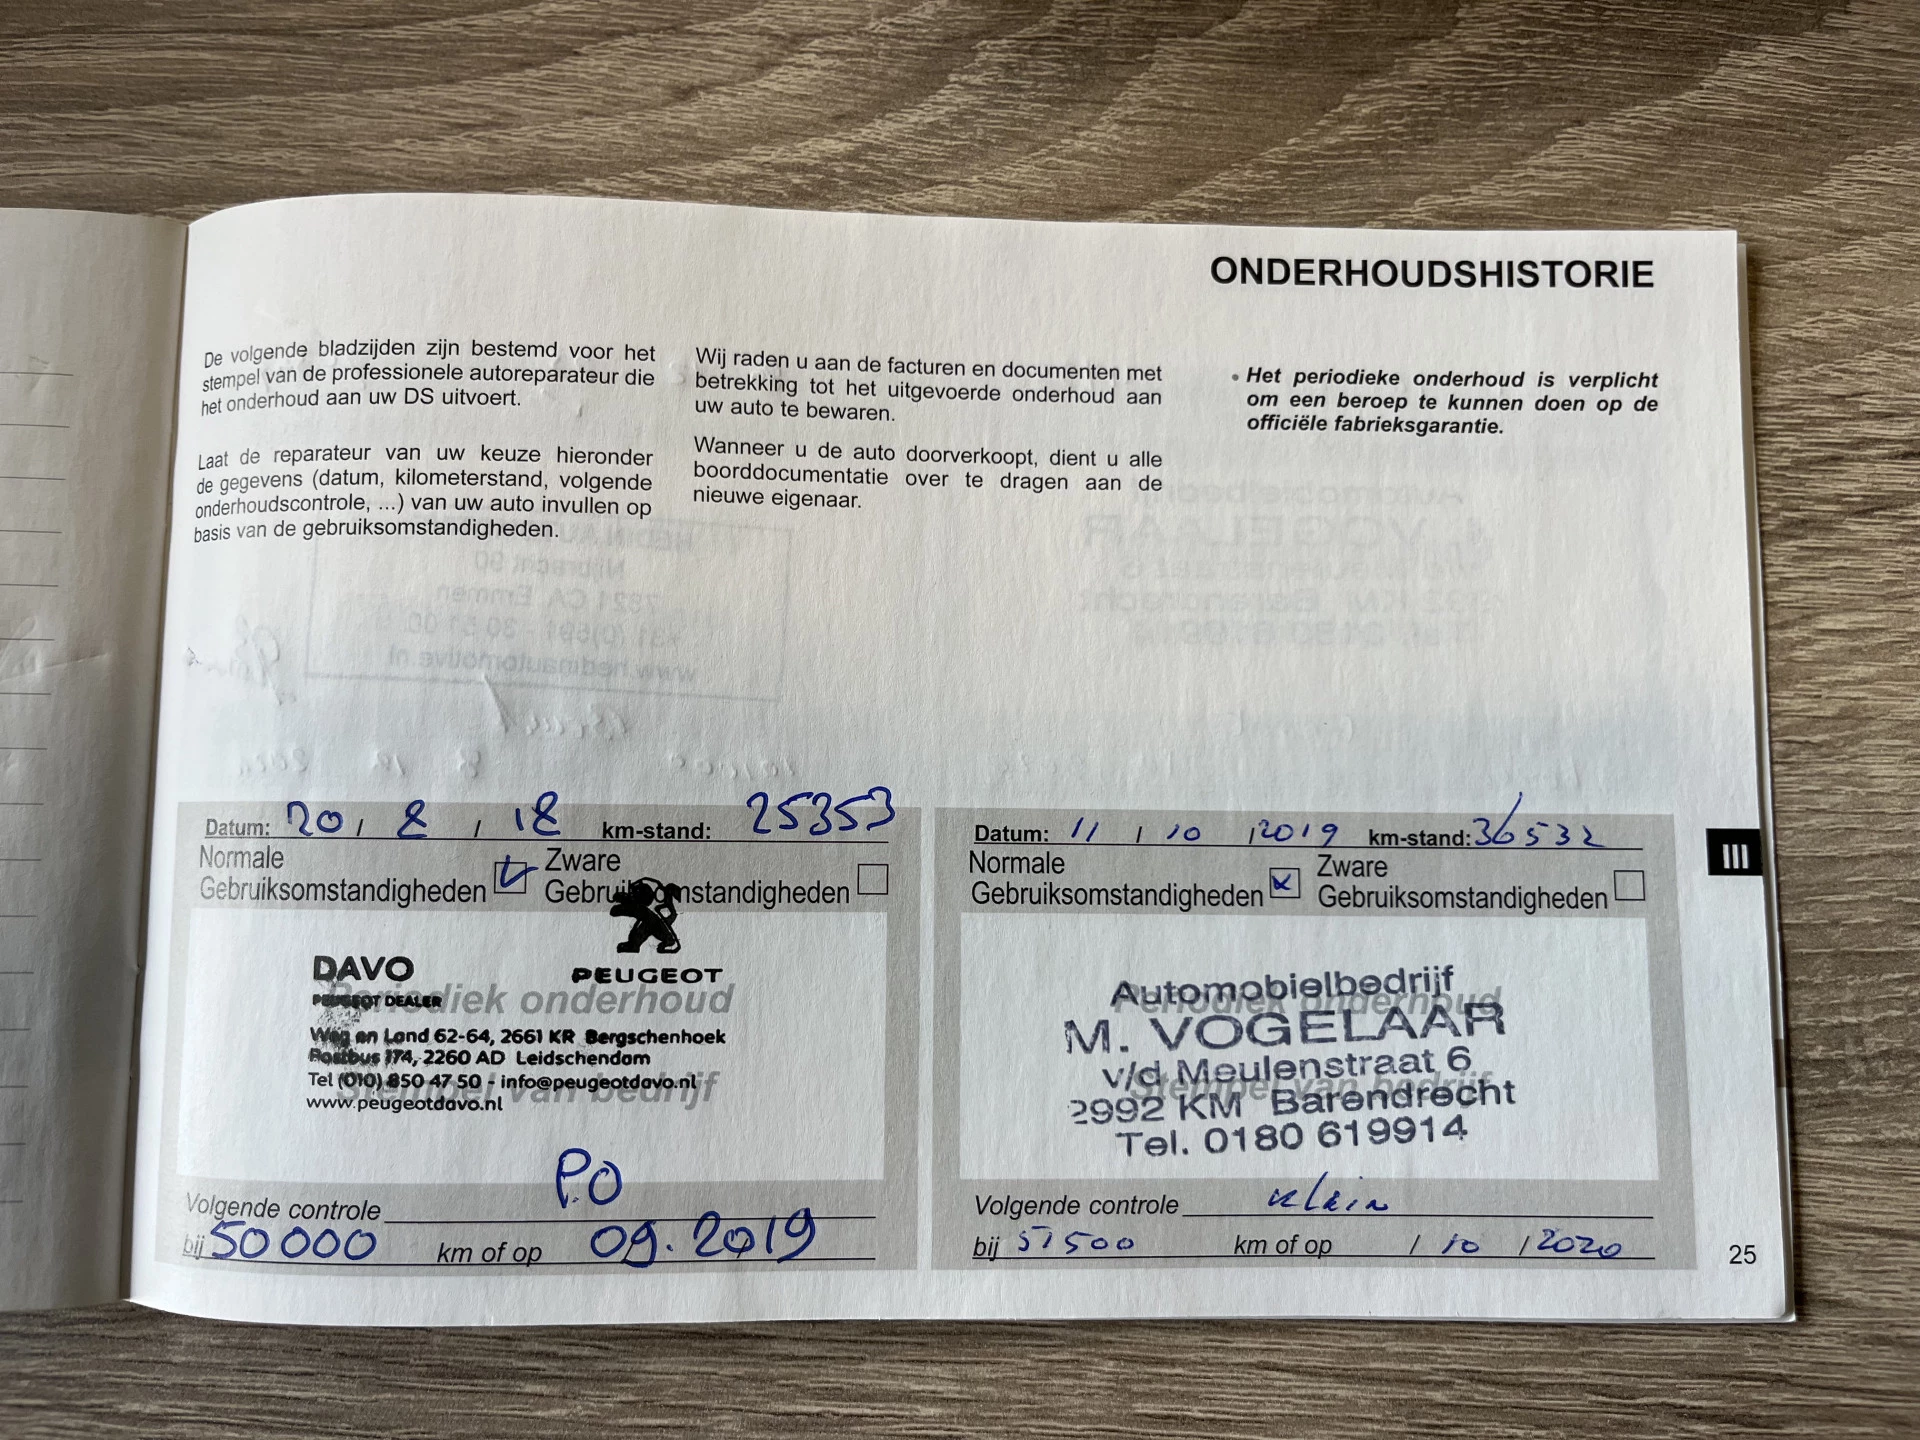 ONDERHOUDSHISTORIE
De volgende bladzijden zijn bestemd voor het
stempel van de professionele autoreparateur die
het onderhoud aan uw DS uitvoert.
Laat de reparateur van uw keuze hieronder
de gegevens (datum, kilometerstand, volgende
onderhoudscontrole, ...) van uw auto invullen op
basis van de gebruiksomstandigheden.
Wij raden u aan de facturen en documenten met
betrekking tot het uitgevoerde onderhoud aan
uw auto te bewaren.
Wanneer u de auto doorverkoopt, dient u alle
boorddocumentatie over te dragen aan de
nieuwe eigenaar.
• Het periodieke onderhoud is verplicht
om een beroep te kunnen doen op de
officiële fabrieksgarantie.
Datum: 20 / 8 / 18 km-stand: 25353
Normale
Gebruiksomstandigheden
Zware
Gebruiksomstandigheden
DAVO
PEUGEOT DEALER
PEUGEOT
Periodiek onderhoud
Weg en Land 62-64, 2661 KR Bergschenhoek
Postbus 174, 2260 AD Leidschendam
Tel (010) 850 47 50 - info@peugeotdavo.nl
Stempel van bedrijf
www.peugeotdavo.nl
Volgende controle P.O
bij 50000 km of op 09.2019
Datum: 11 / 10 / 2019 km-stand: 36532
Normale
Gebruiksomstandigheden
Zware
Gebruiksomstandigheden
Automobielbedrijf
Periodiek onderhoud
M. VOGELAAR
v/d Meulenstraat 6
Stempel van bedrijf
2992 KM Barendrecht
Tel. 0180 619914
Volgende controle klein
bij 51500 km of op / 10 / 2020
III
25